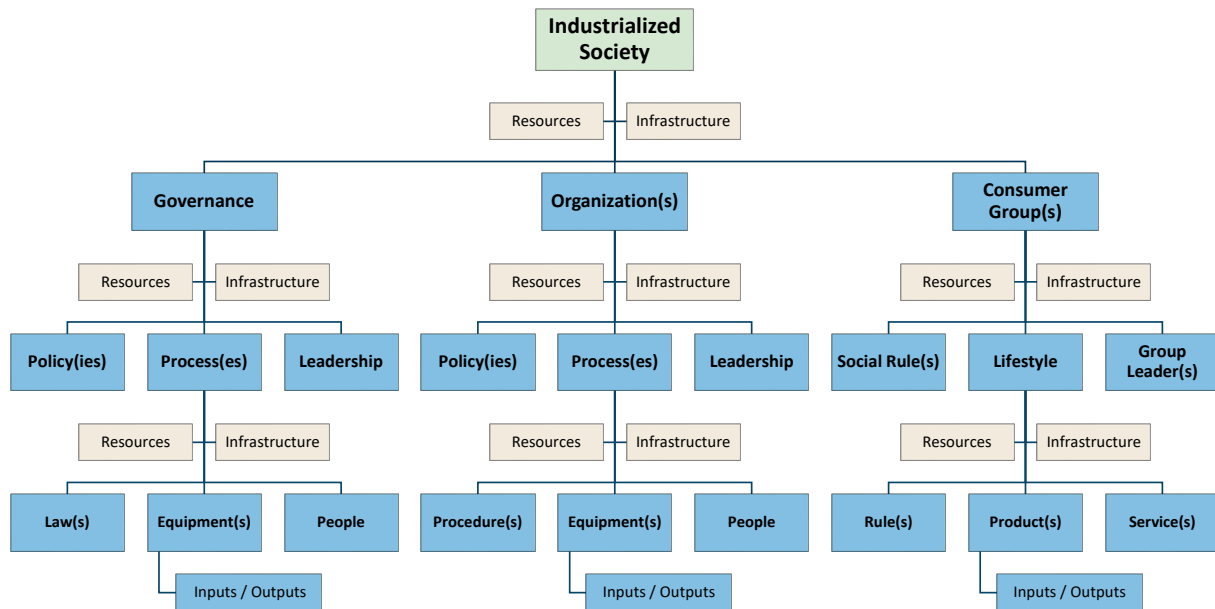 Industrialized
Society
Resources
Infrastructure
Governance
Organization(s)
Consumer
Group(s)
Resources
Infrastructure
Resources
Infrastructure
Resources
Infrastructure
Policy(ies)
Process(es)
Leadership
Policy(ies)
Process(es)
Leadership
Social Rule(s)
Lifestyle
Group
Leader(s)
Resources
Infrastructure
Resources
Infrastructure
Resources
Infrastructure
Law(s)
Equipment(s)
People
Procedure(s)
Equipment(s)
People
Rule(s)
Product(s)
Service(s)
Inputs / Outputs
Inputs / Outputs
Inputs / Outputs